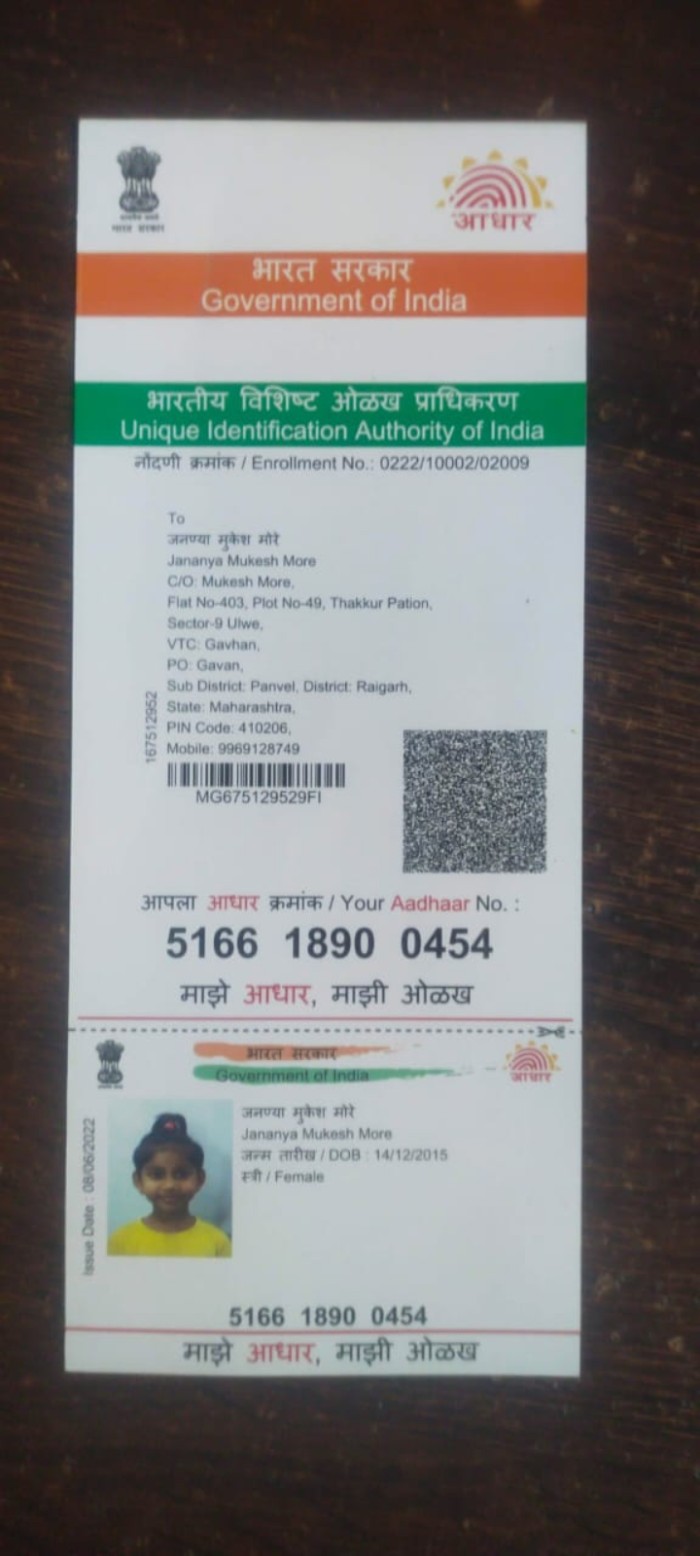 भारत सरकार
आधार
भारत सरकार
Government of India
भारतीय विशिष्ट ओळख प्राधिकरण
Unique Identification Authority of India
नोंदणी क्रमांक / Enrollment No.: 0222/10002/02009
To
जनण्या मुकेश मोरे
Jananya Mukesh More
C/O: Mukesh More,
Flat No-403, Plot No-49, Thakkur Pation,
Sector-9 Ulwe,
VTC: Gavhan,
PO: Gavan,
Sub District: Panvel, District: Raigarh,
State: Maharashtra,
PIN Code: 410206,
Mobile: 9969128749
167512952
MG675129529FI
आपला आधार क्रमांक / Your Aadhaar No. :
5166 1890 0454
माझे आधार, माझी ओळख
भारत सरकार
Government of India
आधार
Issue Date : 08/06/2022
जनण्या मुकेश मोरे
Jananya Mukesh More
जन्म तारीख / DOB : 14/12/2015
स्त्री / Female
5166 1890 0454
माझे आधार, माझी ओळख